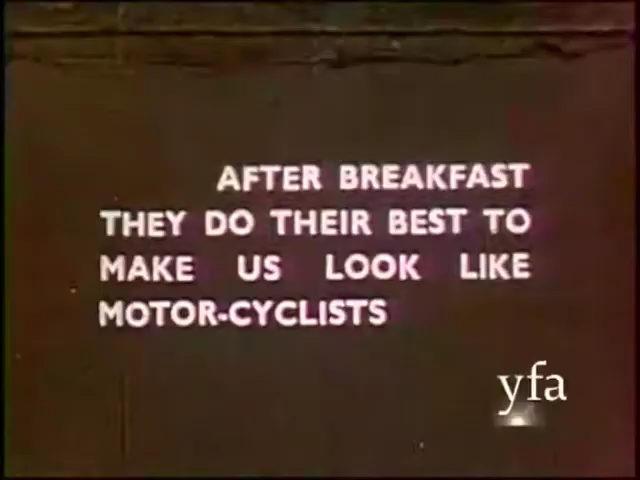 AFTER BREAKFAST
THEY DO THEIR BEST TO
MAKE US LOOK LIKE
MOTOR-CYCLISTS
yfa